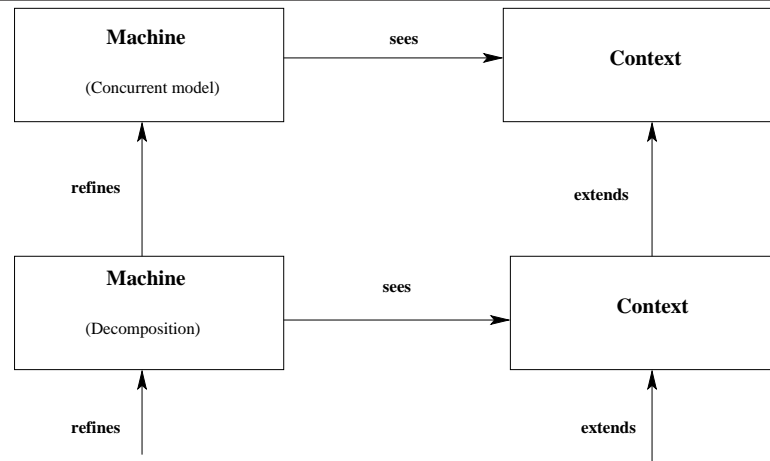 Machine
sees
Context
(Concurrent model)
refines
extends
Machine
sees
Context
(Decomposition)
refines
extends